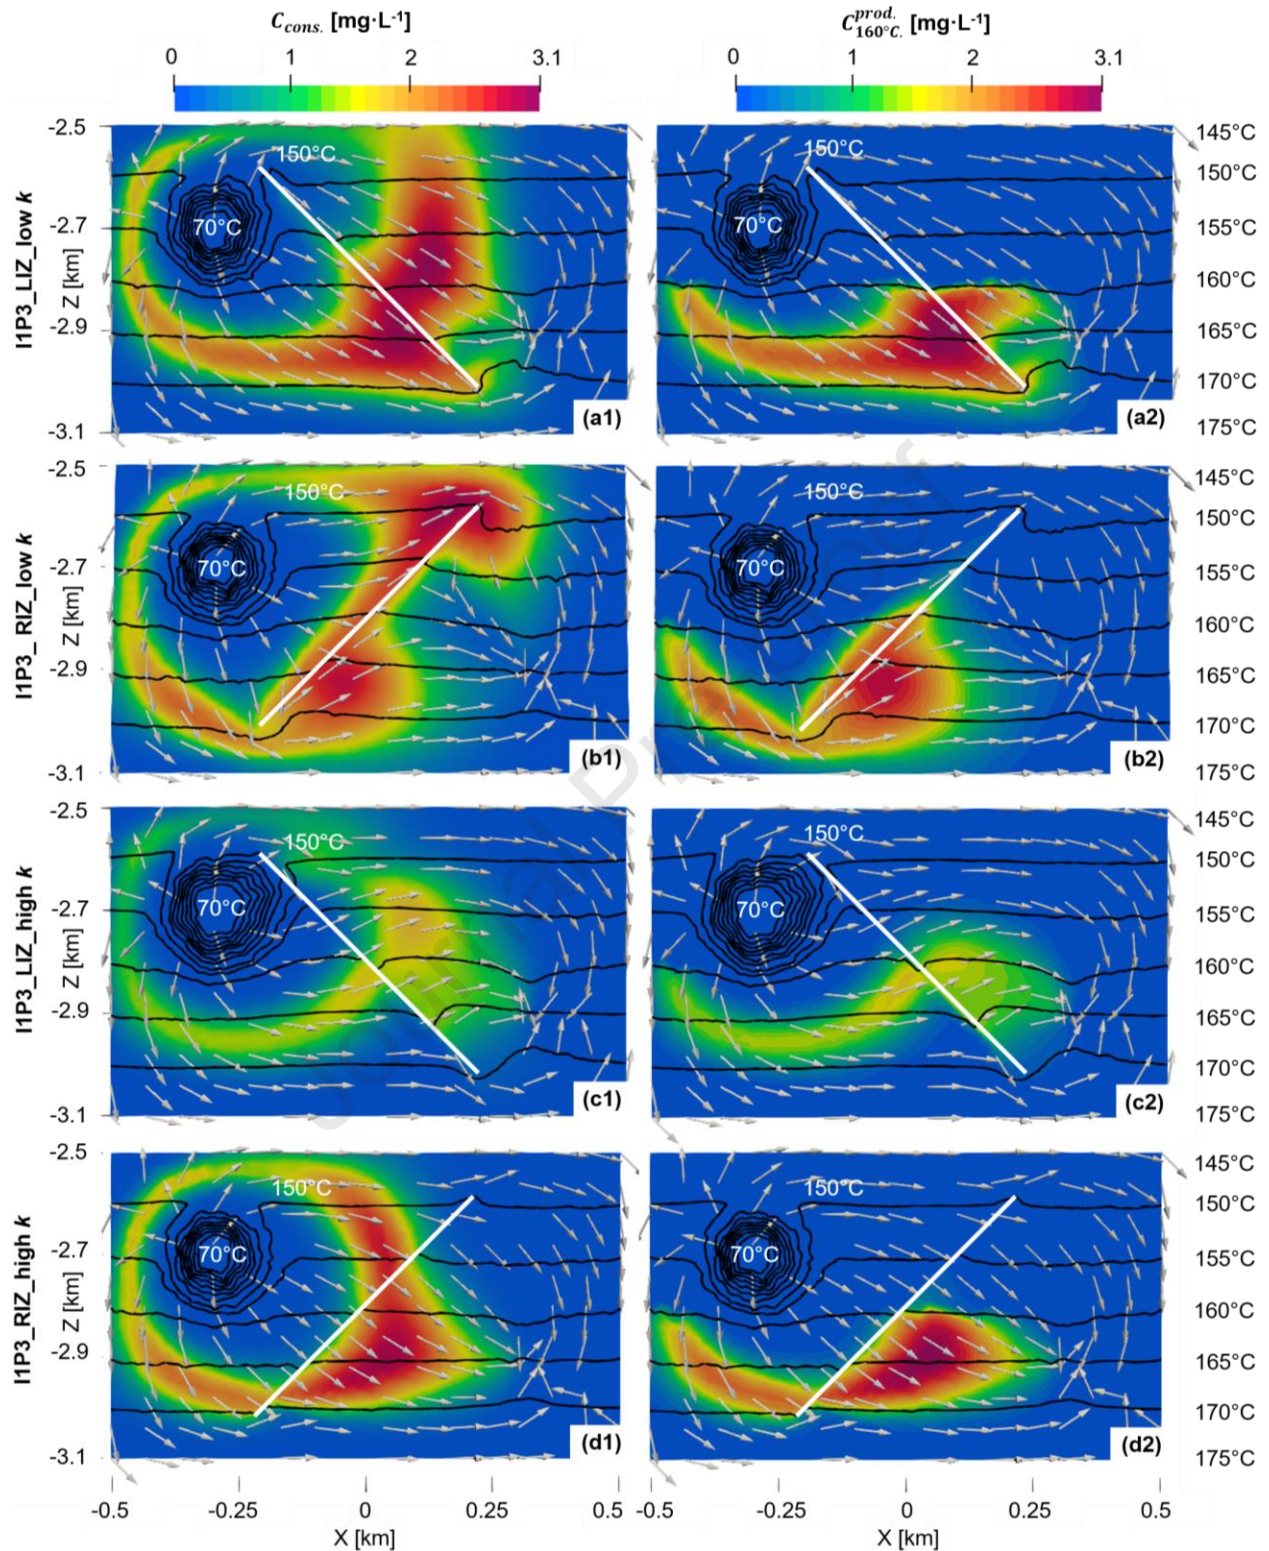 C_cons. [mg·L-1]
C^prod._160°C. [mg·L-1]
0 1 2 3.1
0 1 2 3.1
I1P3_LIZ_low k
Z [km]
-2.5
-2.7
-2.9
-3.1
150°C
70°C
(a1)
150°C
70°C
(a2)
145°C
150°C
155°C
160°C
165°C
170°C
175°C
I1P3_RIZ_low k
Z [km]
-2.5
-2.7
-2.9
-3.1
150°C
70°C
(b1)
150°C
70°C
(b2)
145°C
150°C
155°C
160°C
165°C
170°C
175°C
I1P3_LIZ_high k
Z [km]
-2.5
-2.7
-2.9
-3.1
150°C
70°C
(c1)
150°C
70°C
(c2)
145°C
150°C
155°C
160°C
165°C
170°C
175°C
I1P3_RIZ_high k
Z [km]
-2.5
-2.7
-2.9
-3.1
150°C
70°C
(d1)
150°C
70°C
(d2)
145°C
150°C
155°C
160°C
165°C
170°C
175°C
-0.5 -0.25 0 0.25 0.5
-0.5 -0.25 0 0.25 0.5
X [km]
X [km]